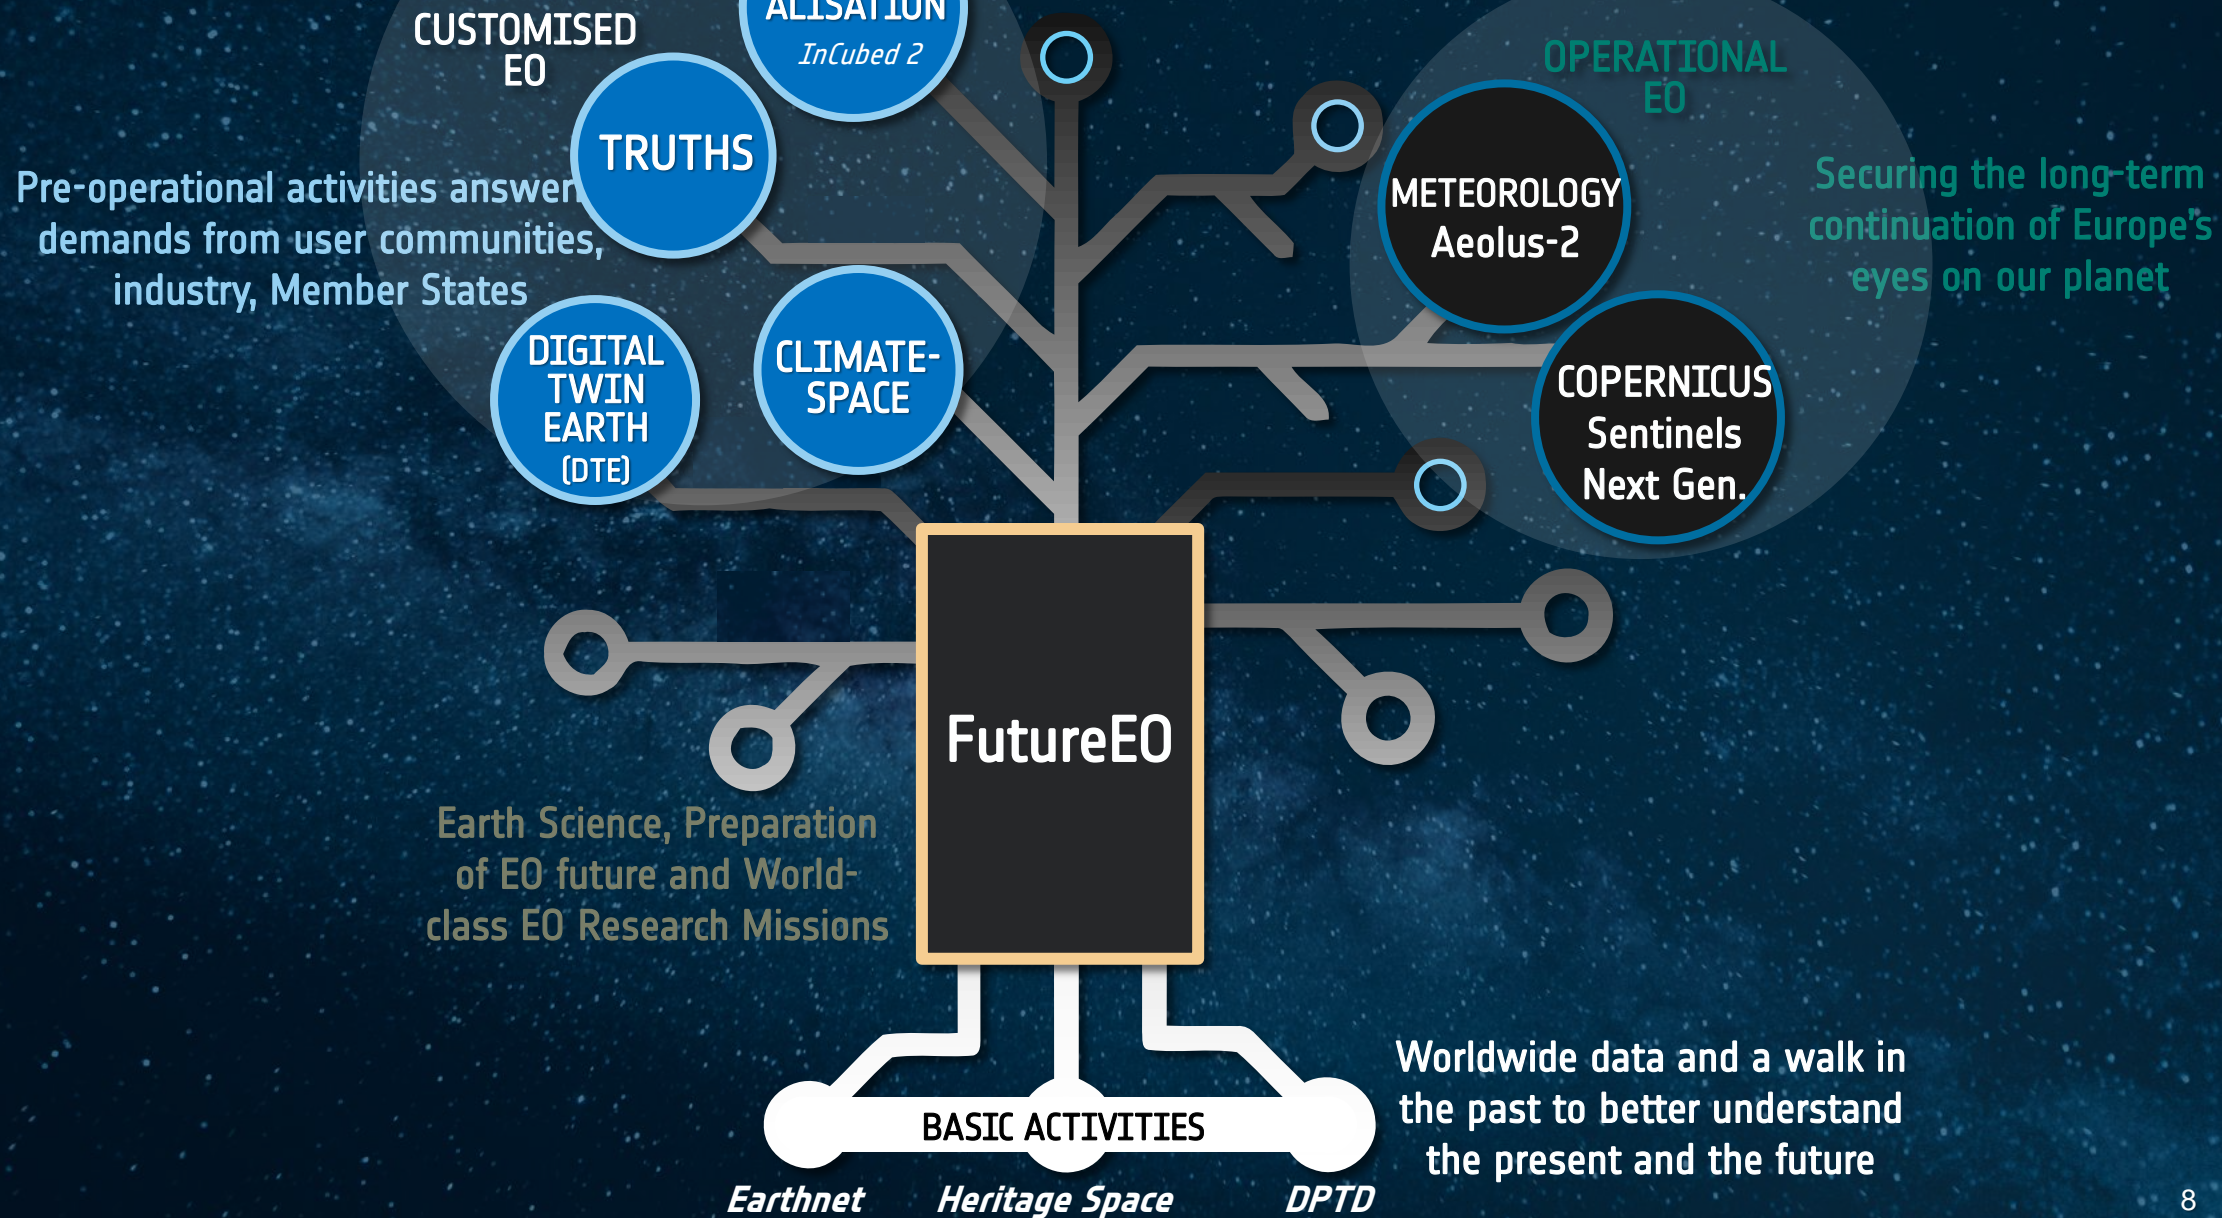 ALISATION
InCubed 2
CUSTOMISED
EO
TRUTHS
Pre-operational activities answer
demands from user communities,
industry, Member States
DIGITAL
TWIN
EARTH
(DTE)
CLIMATE-
SPACE
OPERATIONAL
EO
METEOROLOGY
Aeolus-2
COPERNICUS
Sentinels
Next Gen.
Securing the long-term
continuation of Europe's
eyes on our planet
FutureEO
Earth Science, Preparation
of EO future and World-
class EO Research Missions
BASIC ACTIVITIES
Earthnet
Heritage Space
DPTD
Worldwide data and a walk in
the past to better understand
the present and the future
8